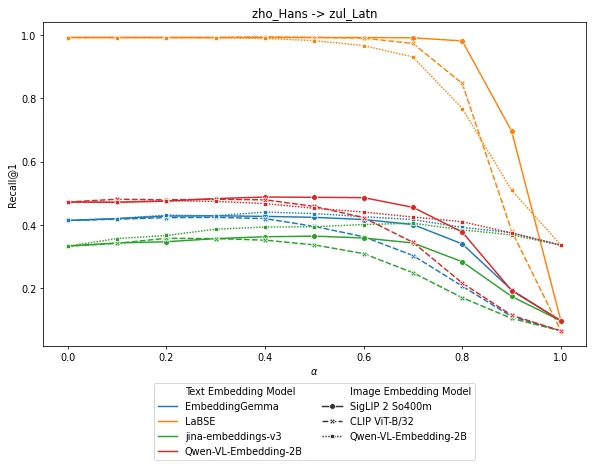 zho_Hans -> zul_Latn
Recall@1
1.0
0.8
0.6
0.4
0.2
0.0 0.2 0.4 0.6 0.8 1.0
α
Text Embedding Model
EmbeddingGemma
LaBSE
jina-embeddings-v3
Qwen-VL-Embedding-2B
Image Embedding Model
SigLIP 2 So400m
CLIP ViT-B/32
Qwen-VL-Embedding-2B